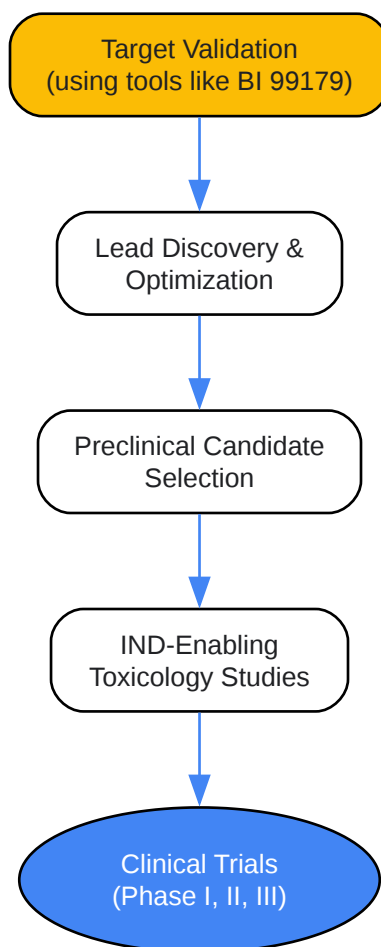 Target Validation
(using tools like BI 99179)
Lead Discovery &
Optimization
Preclinical Candidate
Selection
IND-Enabling
Toxicology Studies
Clinical Trials
(Phase I, II, III)